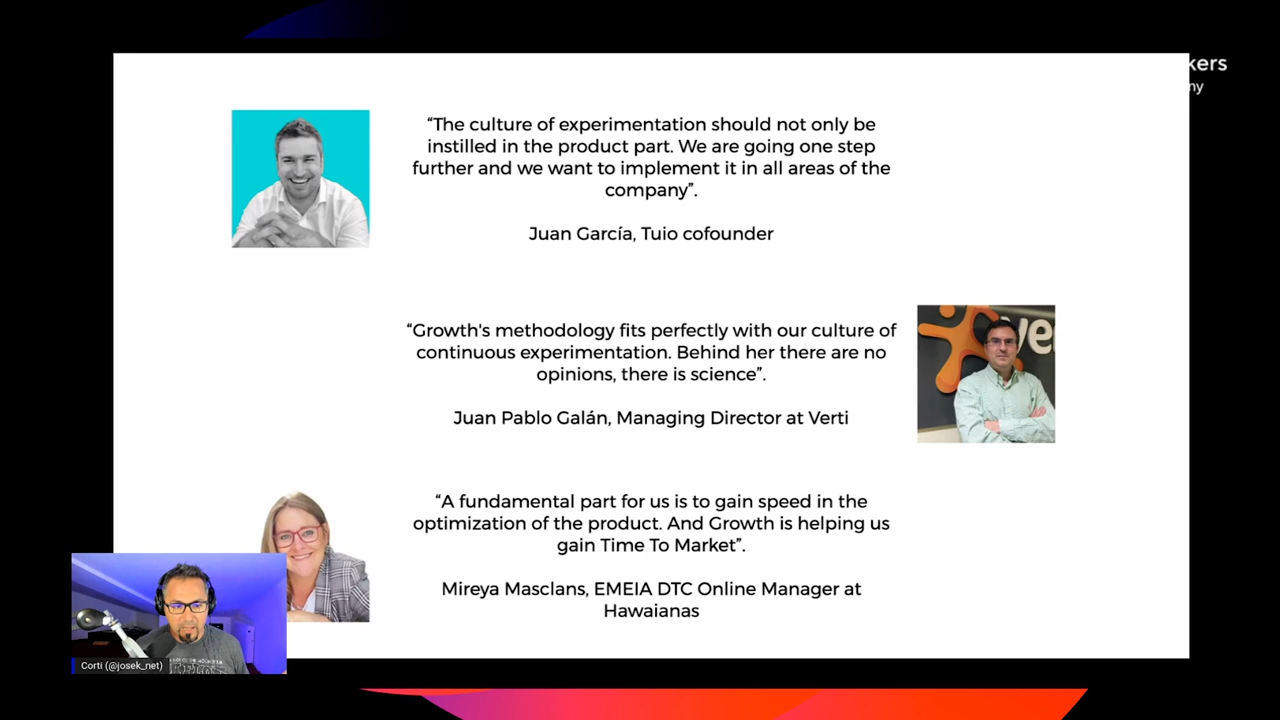 “The culture of experimentation should not only be
instilled in the product part. We are going one step
further and we want to implement it in all areas of the
company”.
Juan García, Tuio cofounder
“Growth's methodology fits perfectly with our culture of
continuous experimentation. Behind her there are no
opinions, there is science”.
Juan Pablo Galán, Managing Director at Verti
“A fundamental part for us is to gain speed in the
optimization of the product. And Growth is helping us
gain Time To Market”.
Mireya Masclans, EMEIA DTC Online Manager at
Hawaianas
Corti (@josek_net)